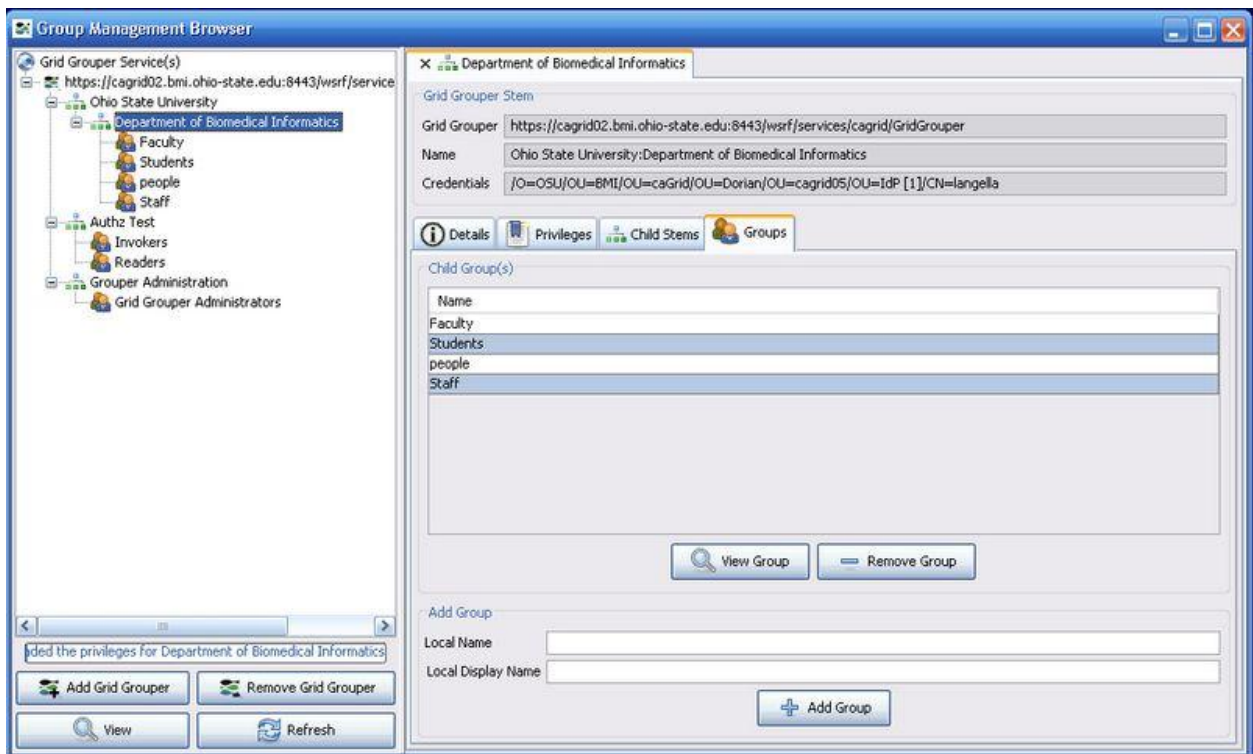 Group Management Browser
Grid Grouper Service(s)
https://cagrid02.bmi.ohio-state.edu:8443/wsrf/service
Ohio State University
Department of Biomedical Informatics
Faculty
Students
people
Staff
Authz Test
Invokers
Readers
Grouper Administration
Grid Grouper Administrators
ded the privileges for Department of Biomedical Informatics
Add Grid Grouper
Remove Grid Grouper
View
Refresh
Department of Biomedical Informatics
Grid Grouper Stem
Grid Grouper https://cagrid02.bmi.ohio-state.edu:8443/wsrf/services/cagrid/GridGrouper
Name Ohio State University:Department of Biomedical Informatics
Credentials /O=OSU/OU=BMI/OU=caGrid/OU=Dorian/OU=cagrid05/OU=IdP [1]/CN=langella
Details Privileges Child Stems Groups
Child Group(s)
Name
Faculty
Students
people
Staff
View Group Remove Group
Add Group
Local Name
Local Display Name
Add Group